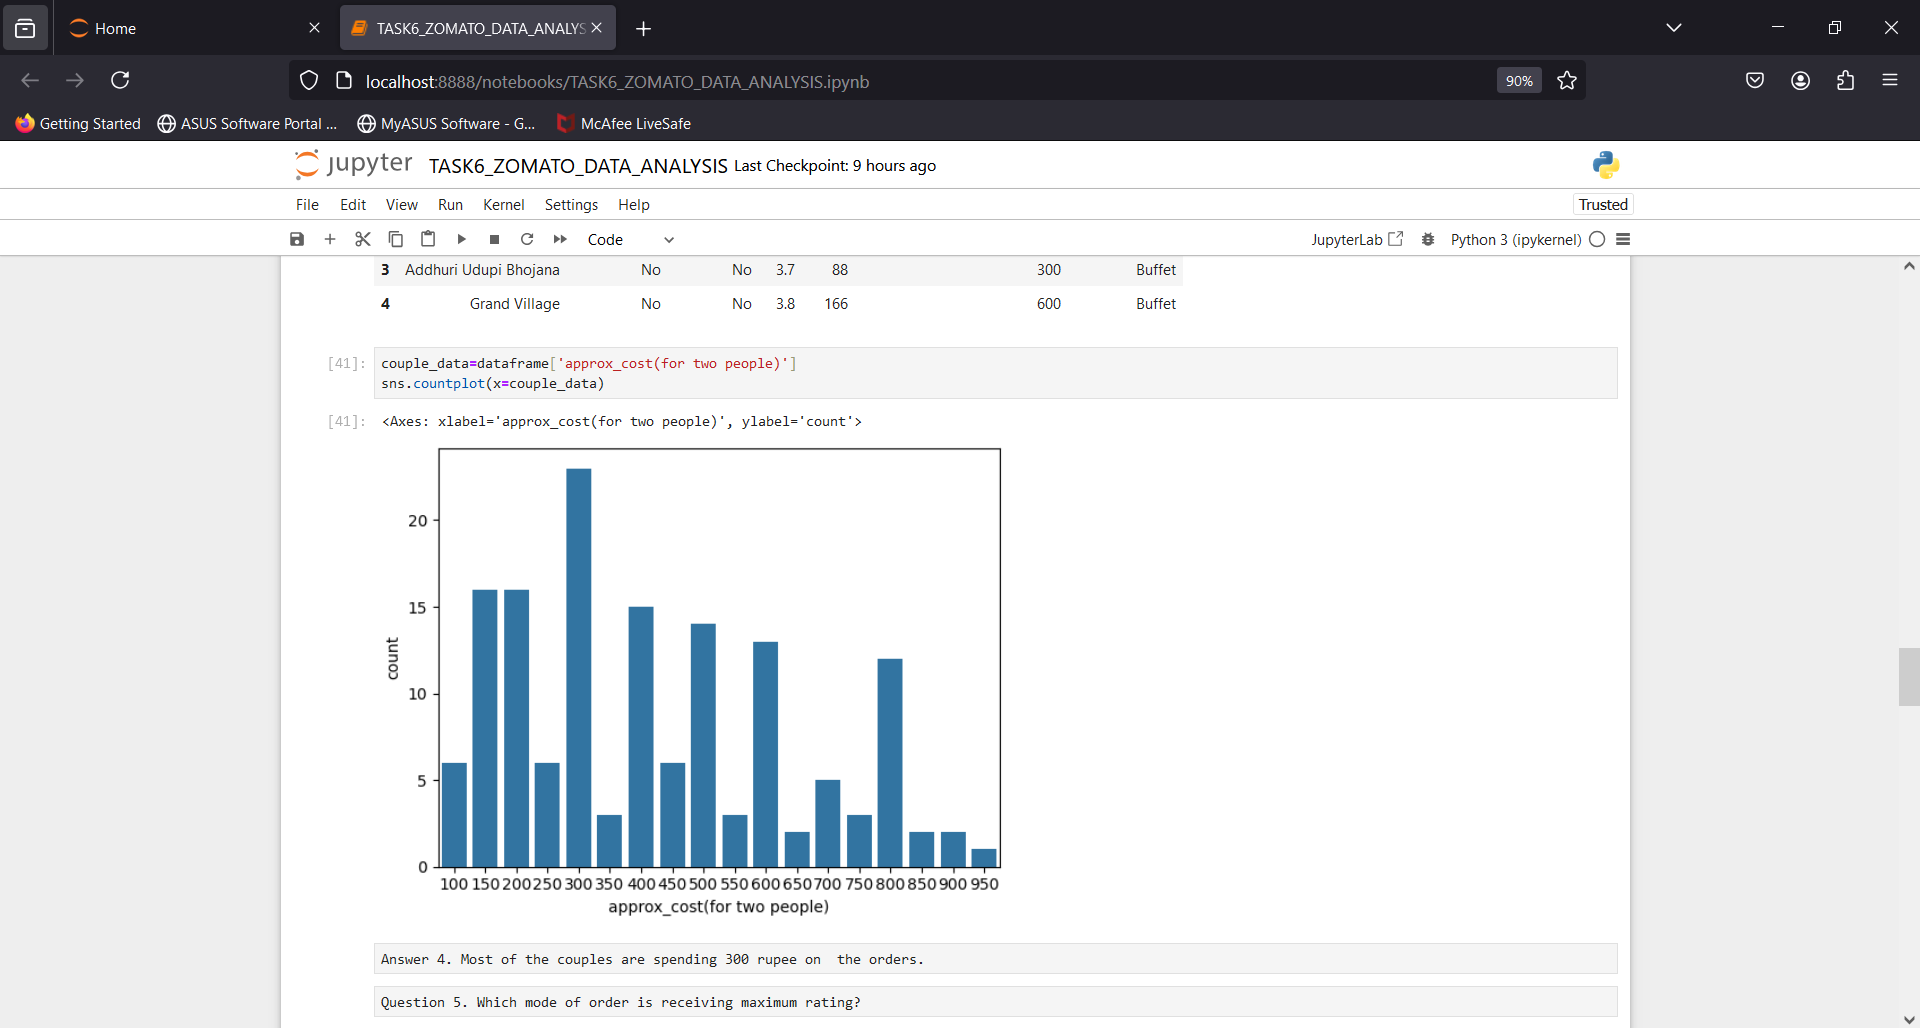 Home
TASK6_ZOMATO_DATA_ANALYS
localhost:8888/notebooks/TASK6_ZOMATO_DATA_ANALYSIS.ipynb
90%
Getting Started
ASUS Software Portal ...
MyASUS Software - G...
McAfee LiveSafe
jupyter
TASK6_ZOMATO_DATA_ANALYSIS Last Checkpoint: 9 hours ago
File Edit View Run Kernel Settings Help
Trusted
Code
JupyterLab
Python 3 (ipykernel)
3 Addhuri Udupi Bhojana No No 3.7 88 300 Buffet
4 Grand Village No No 3.8 166 600 Buffet
[41]: couple_data=dataframe['approx_cost(for two people)']
sns.countplot(x=couple_data)
[41]: <Axes: xlabel='approx_cost(for two people)', ylabel='count'>
20
15
count
10
5
0
100 150 200 250 300 350 400 450 500 550 600 650 700 750 800 850 900 950
approx_cost(for two people)
Answer 4. Most of the couples are spending 300 rupee on  the orders.
Question 5. Which mode of order is receiving maximum rating?